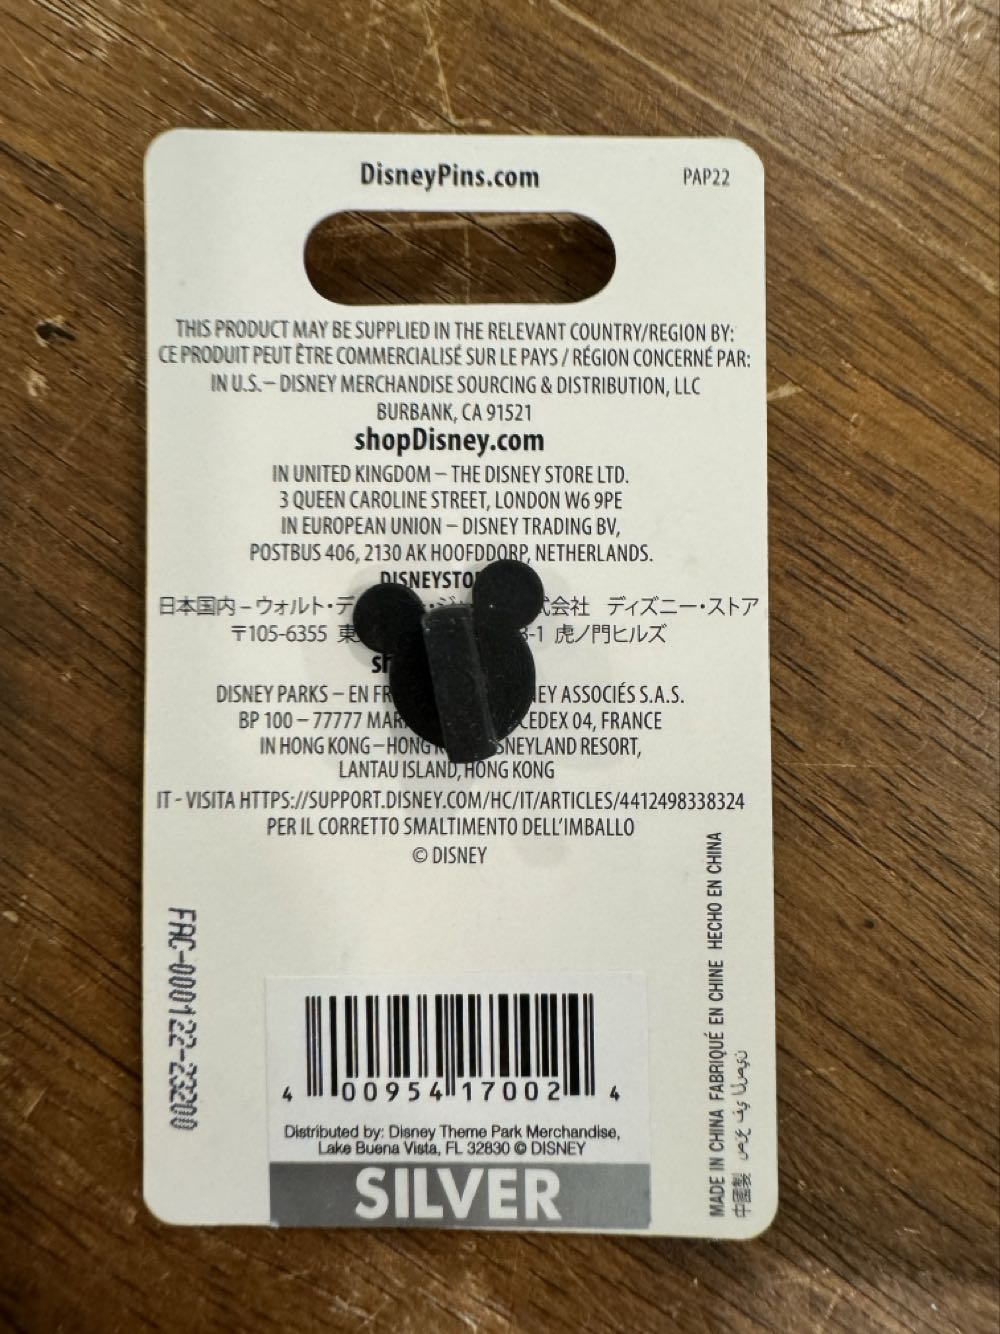 DisneyPins.com
PAP22
THIS PRODUCT MAY BE SUPPLIED IN THE RELEVANT COUNTRY/REGION BY:
CE PRODUIT PEUT ÊTRE COMMERCIALISÉ SUR LE PAYS / RÉGION CONCERNÉ PAR:
IN U.S.– DISNEY MERCHANDISE SOURCING & DISTRIBUTION, LLC
BURBANK, CA 91521
shopDisney.com
IN UNITED KINGDOM – THE DISNEY STORE LTD.
3 QUEEN CAROLINE STREET, LONDON W6 9PE
IN EUROPEAN UNION – DISNEY TRADING BV,
POSTBUS 406, 2130 AK HOOFDDORP, NETHERLANDS.
DISNEYSTO
日本国内 – ウォルト・デ 式会社 ディズニー・ストア
〒105-6355 東 3-1 虎ノ門ヒルズ
sh
DISNEY PARKS – EN FR EY ASSOCIÉS S.A.S.
BP 100 – 77777 MAR CEDEX 04, FRANCE
IN HONG KONG – HONG K SNEYLAND RESORT,
LANTAU ISLAND, HONG KONG
IT - VISITA HTTPS://SUPPORT.DISNEY.COM/HC/IT/ARTICLES/4412498338324
PER IL CORRETTO SMALTIMENTO DELL'IMBALLO
© DISNEY
FAC-000122-23200
MADE IN CHINA FABRIQUÉ EN CHINE HECHO EN CHINA
中國製 صنع في الصين
4 00954 17002 4
Distributed by: Disney Theme Park Merchandise,
Lake Buena Vista, FL 32830 © DISNEY
SILVER